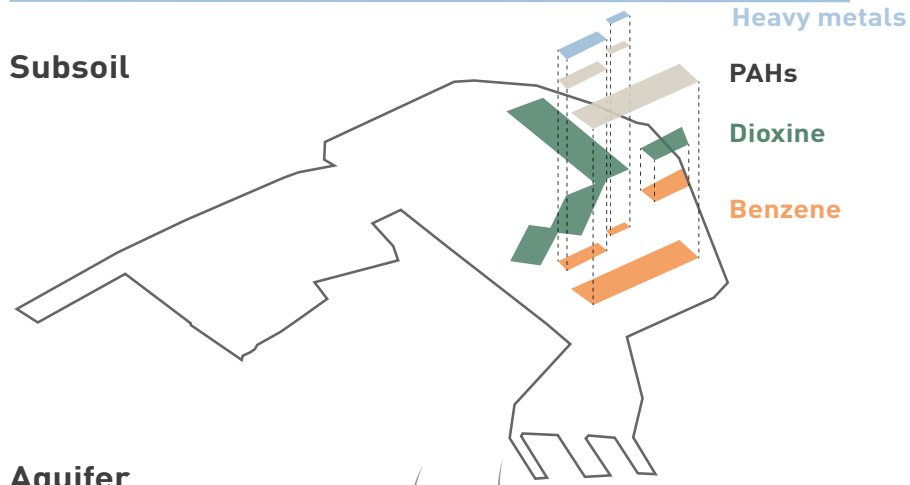 Heavy metals
Subsoil
PAHs
Dioxine
Benzene
Aquifer